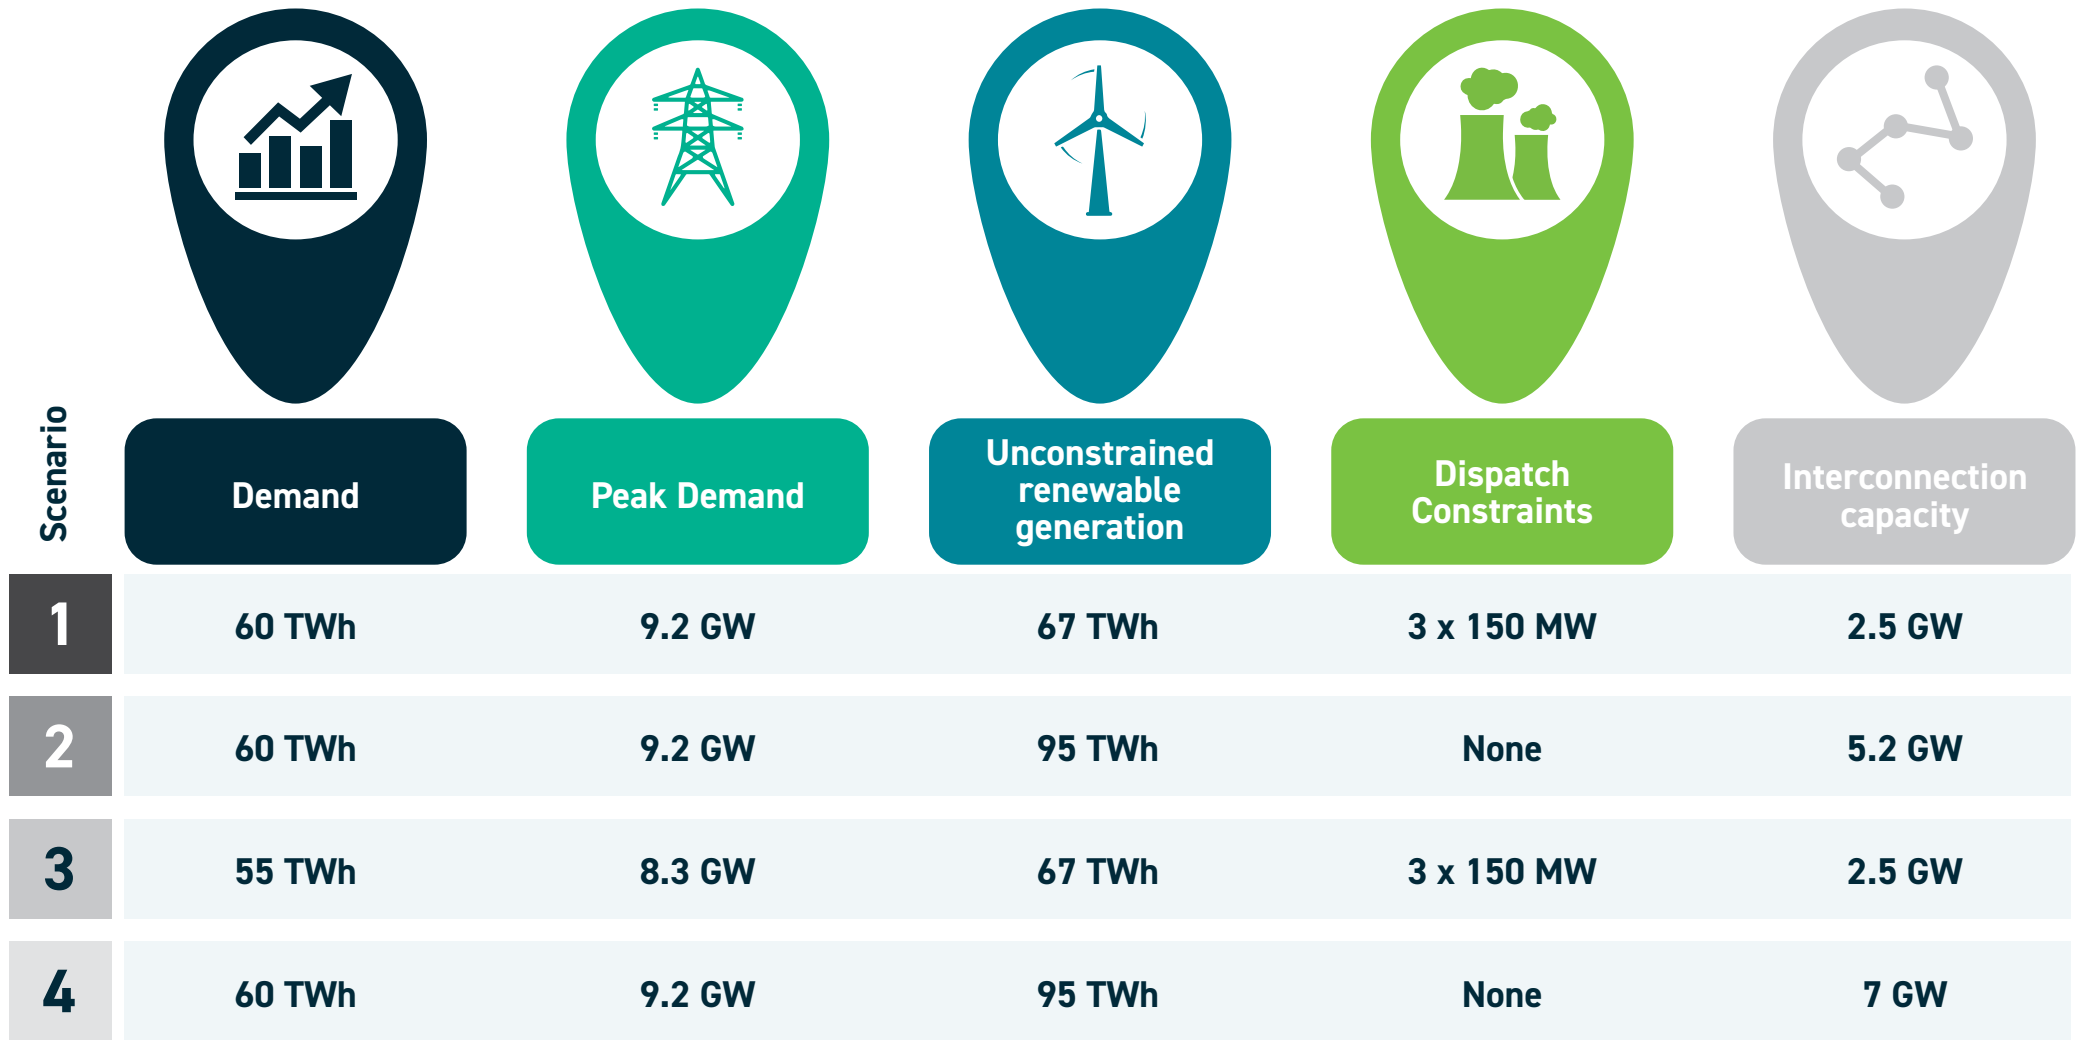 Scenario
Demand
Peak Demand
Unconstrained
renewable
generation
Dispatch
Constraints
Interconnection
capacity
1 60 TWh 9.2 GW 67 TWh 3 x 150 MW 2.5 GW
2 60 TWh 9.2 GW 95 TWh None 5.2 GW
3 55 TWh 8.3 GW 67 TWh 3 x 150 MW 2.5 GW
4 60 TWh 9.2 GW 95 TWh None 7 GW